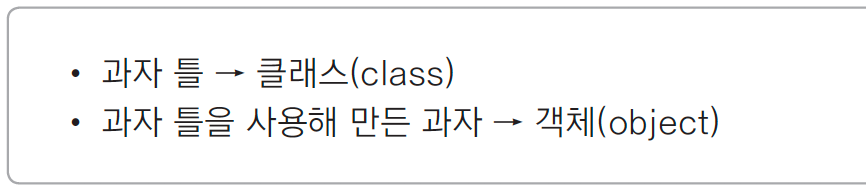 • 과자 틀 → 클래스(class)
• 과자 틀을 사용해 만든 과자 → 객체(object)